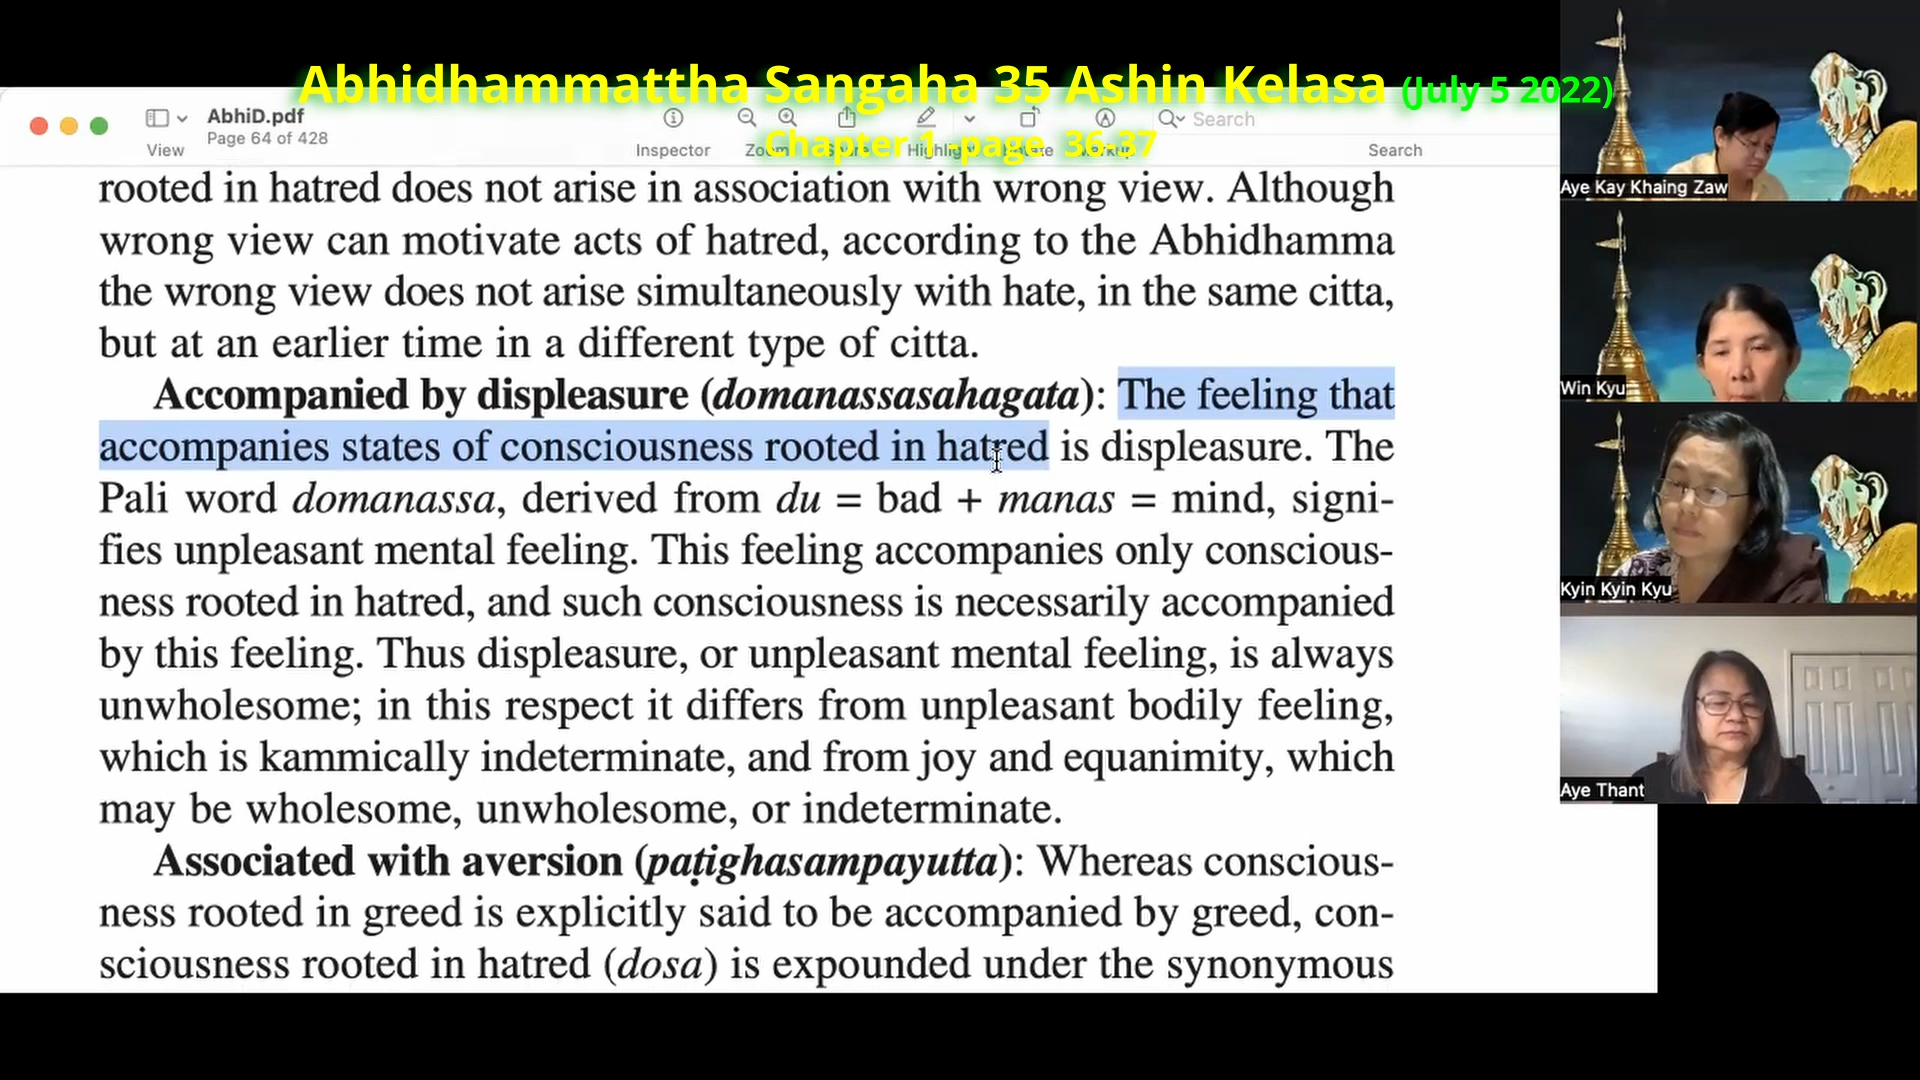 Abhidhammattha Sangaha 35 Ashin Kelasa (July 5 2022)
AbhiD.pdf
Page 64 of 428
Search
Chapter 1 -page 36-37
View
Inspector
Search
rooted in hatred does not arise in association with wrong view. Although
wrong view can motivate acts of hatred, according to the Abhidhamma
the wrong view does not arise simultaneously with hate, in the same citta,
but at an earlier time in a different type of citta.
Accompanied by displeasure (domanassasahagata): The feeling that
accompanies states of consciousness rooted in hatred is displeasure. The
Pali word domanassa, derived from du = bad + manas = mind, signi-
fies unpleasant mental feeling. This feeling accompanies only conscious-
ness rooted in hatred, and such consciousness is necessarily accompanied
by this feeling. Thus displeasure, or unpleasant mental feeling, is always
unwholesome; in this respect it differs from unpleasant bodily feeling,
which is kammically indeterminate, and from joy and equanimity, which
may be wholesome, unwholesome, or indeterminate.
Associated with aversion (paṭighasampayutta): Whereas conscious-
ness rooted in greed is explicitly said to be accompanied by greed, con-
sciousness rooted in hatred (dosa) is expounded under the synonymous
Aye Kay Khaing Zaw
Win Kyu
Kyin Kyin Kyu
Aye Thant